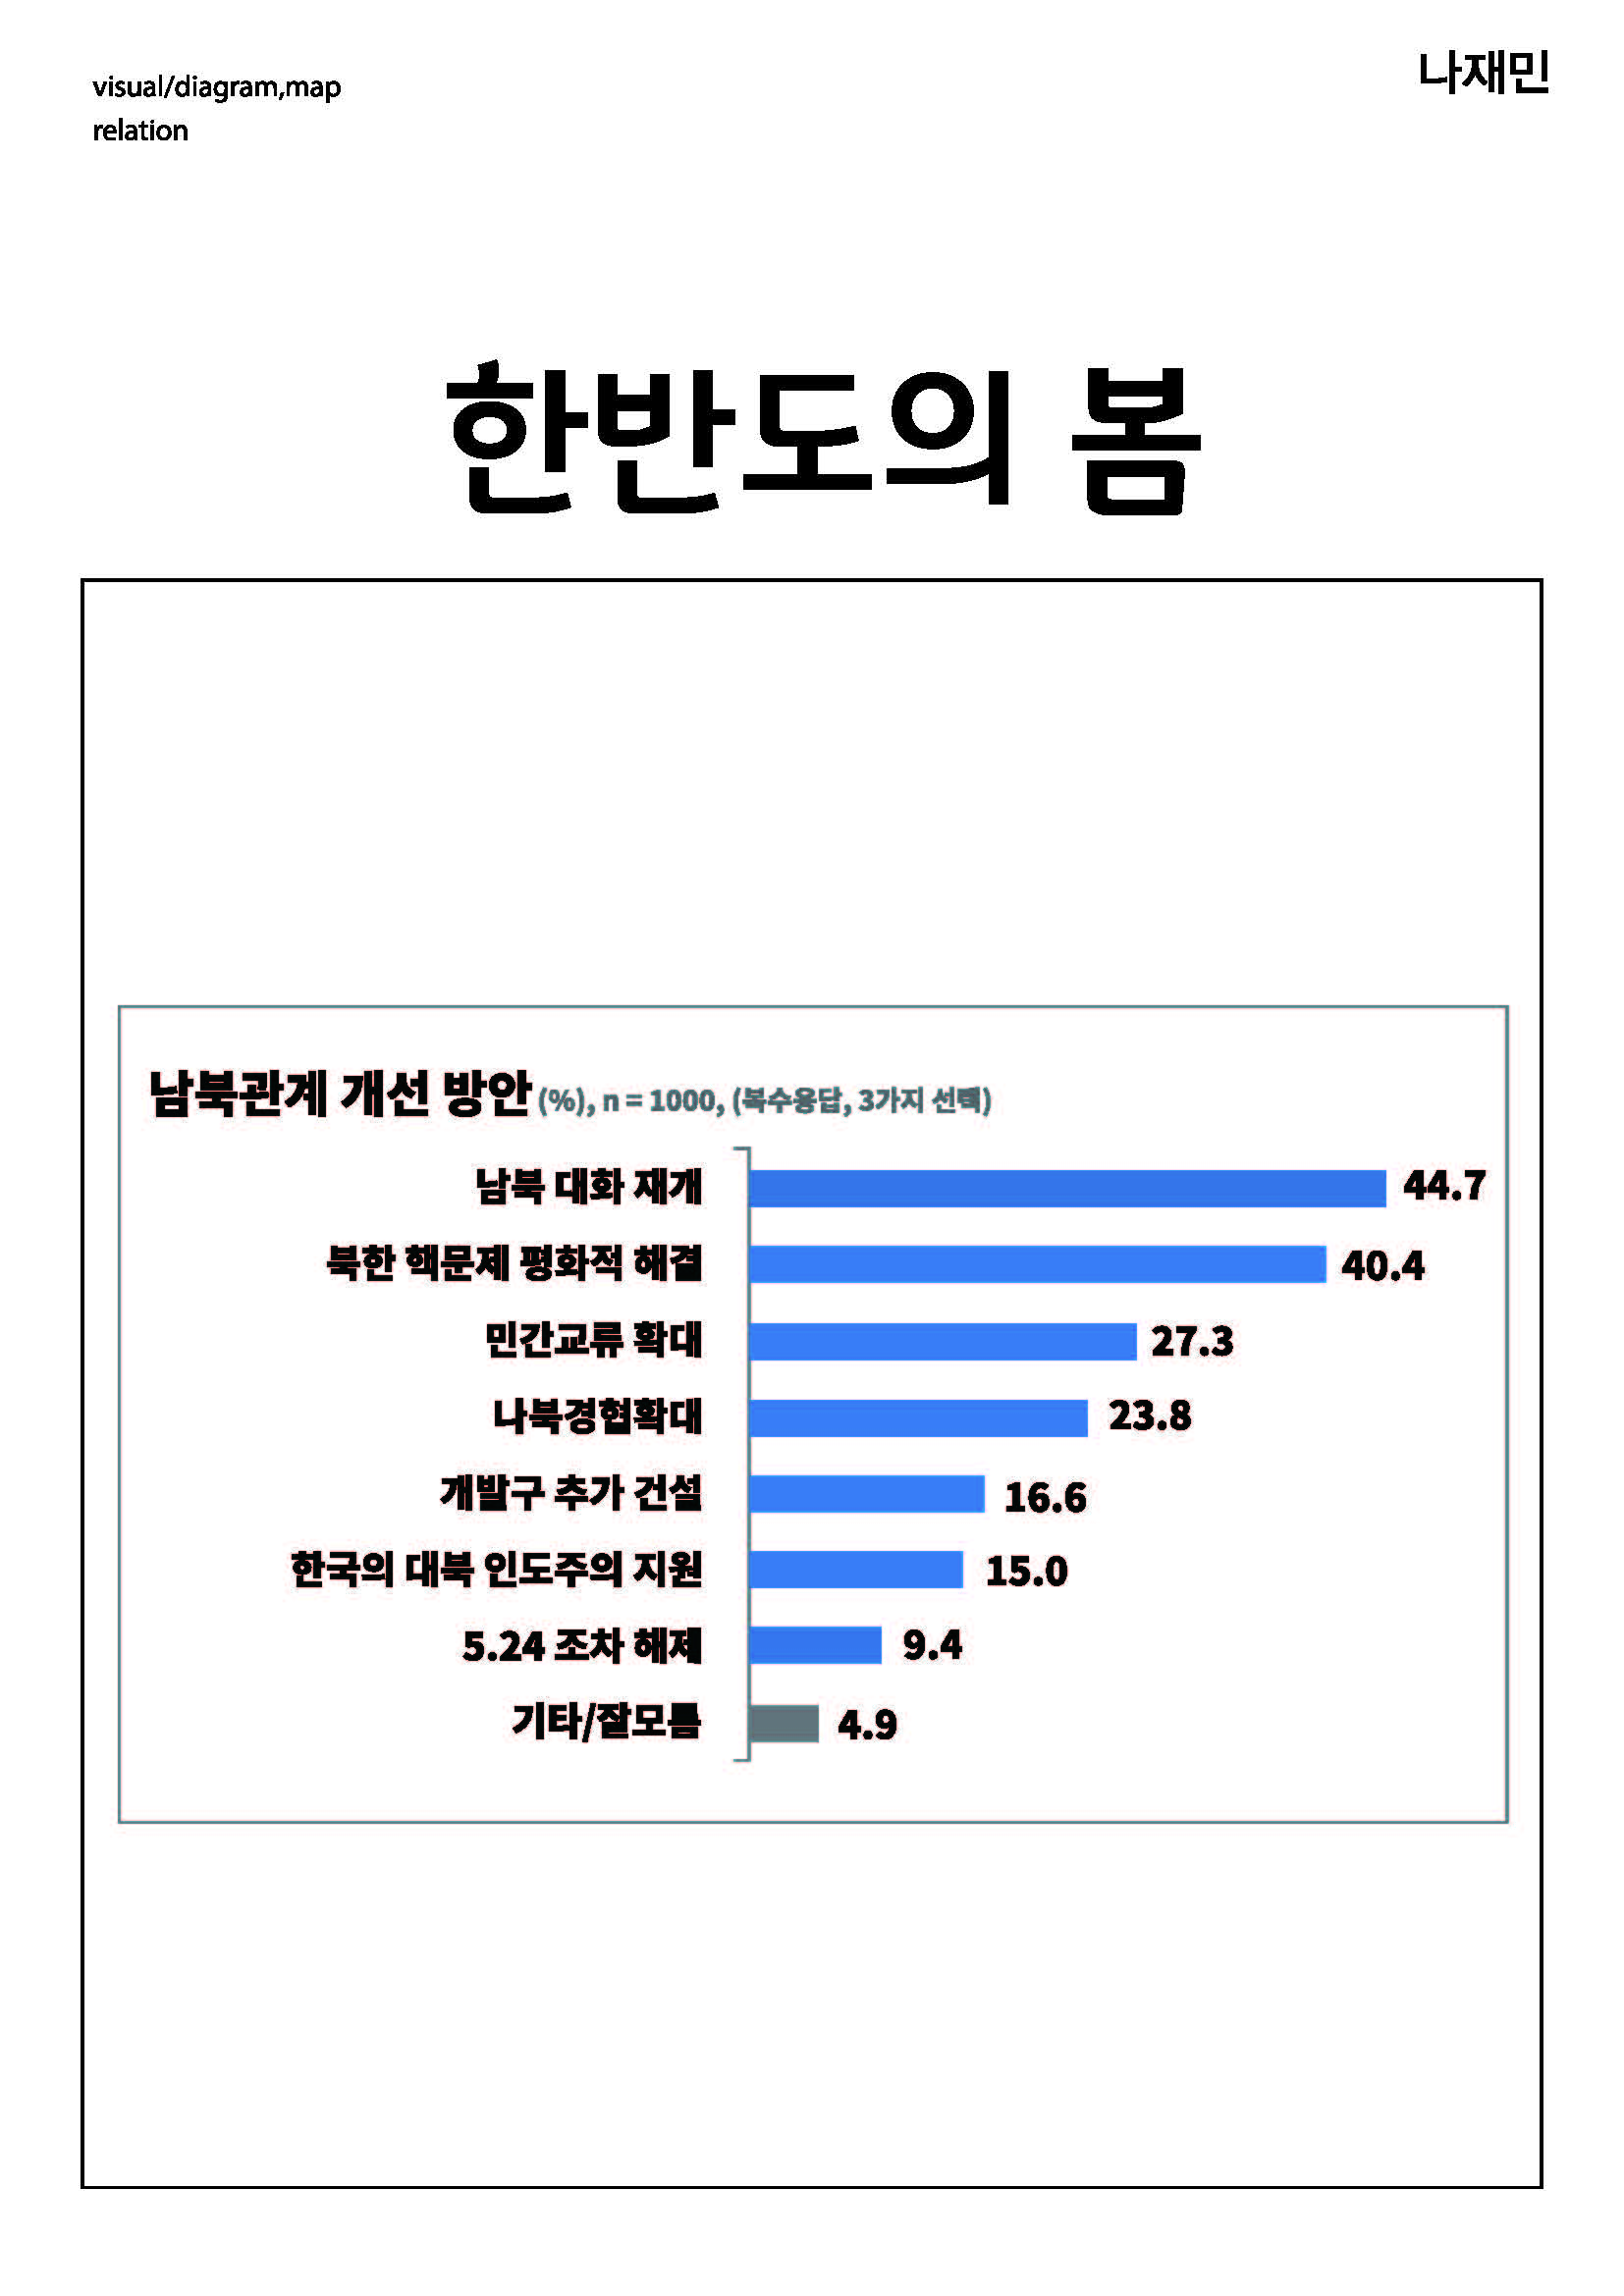 visual/diagram,map
relation
나재민
한반도의 봄
남북관계 개선 방안 (%), n = 1000, (복수응답, 3가지 선택)
남북 대화 재개 44.7
북한 핵문제 평화적 해결 40.4
민간교류 확대 27.3
나북경협확대 23.8
개발구 추가 건설 16.6
한국의 대북 인도주의 지원 15.0
5.24 조차 해제 9.4
기타/잘모름 4.9